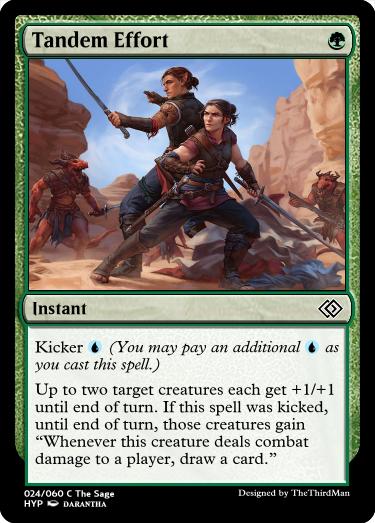 Tandem Effort
Instant
Kicker (You may pay an additional as
you cast this spell.)
Up to two target creatures each get +1/+1
until end of turn. If this spell was kicked,
until end of turn, those creatures gain
“Whenever this creature deals combat
damage to a player, draw a card.”
024/060 C The Sage
Designed by TheThirdMan
HYP DARANTHA